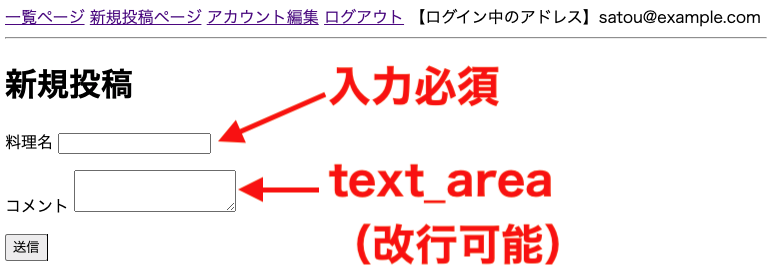 一覧ページ 新規投稿ページ アカウント編集 ログアウト 【ログイン中のアドレス】satou@example.com
新規投稿
入力必須
料理名
text_area
コメント
（改行可能）
送信